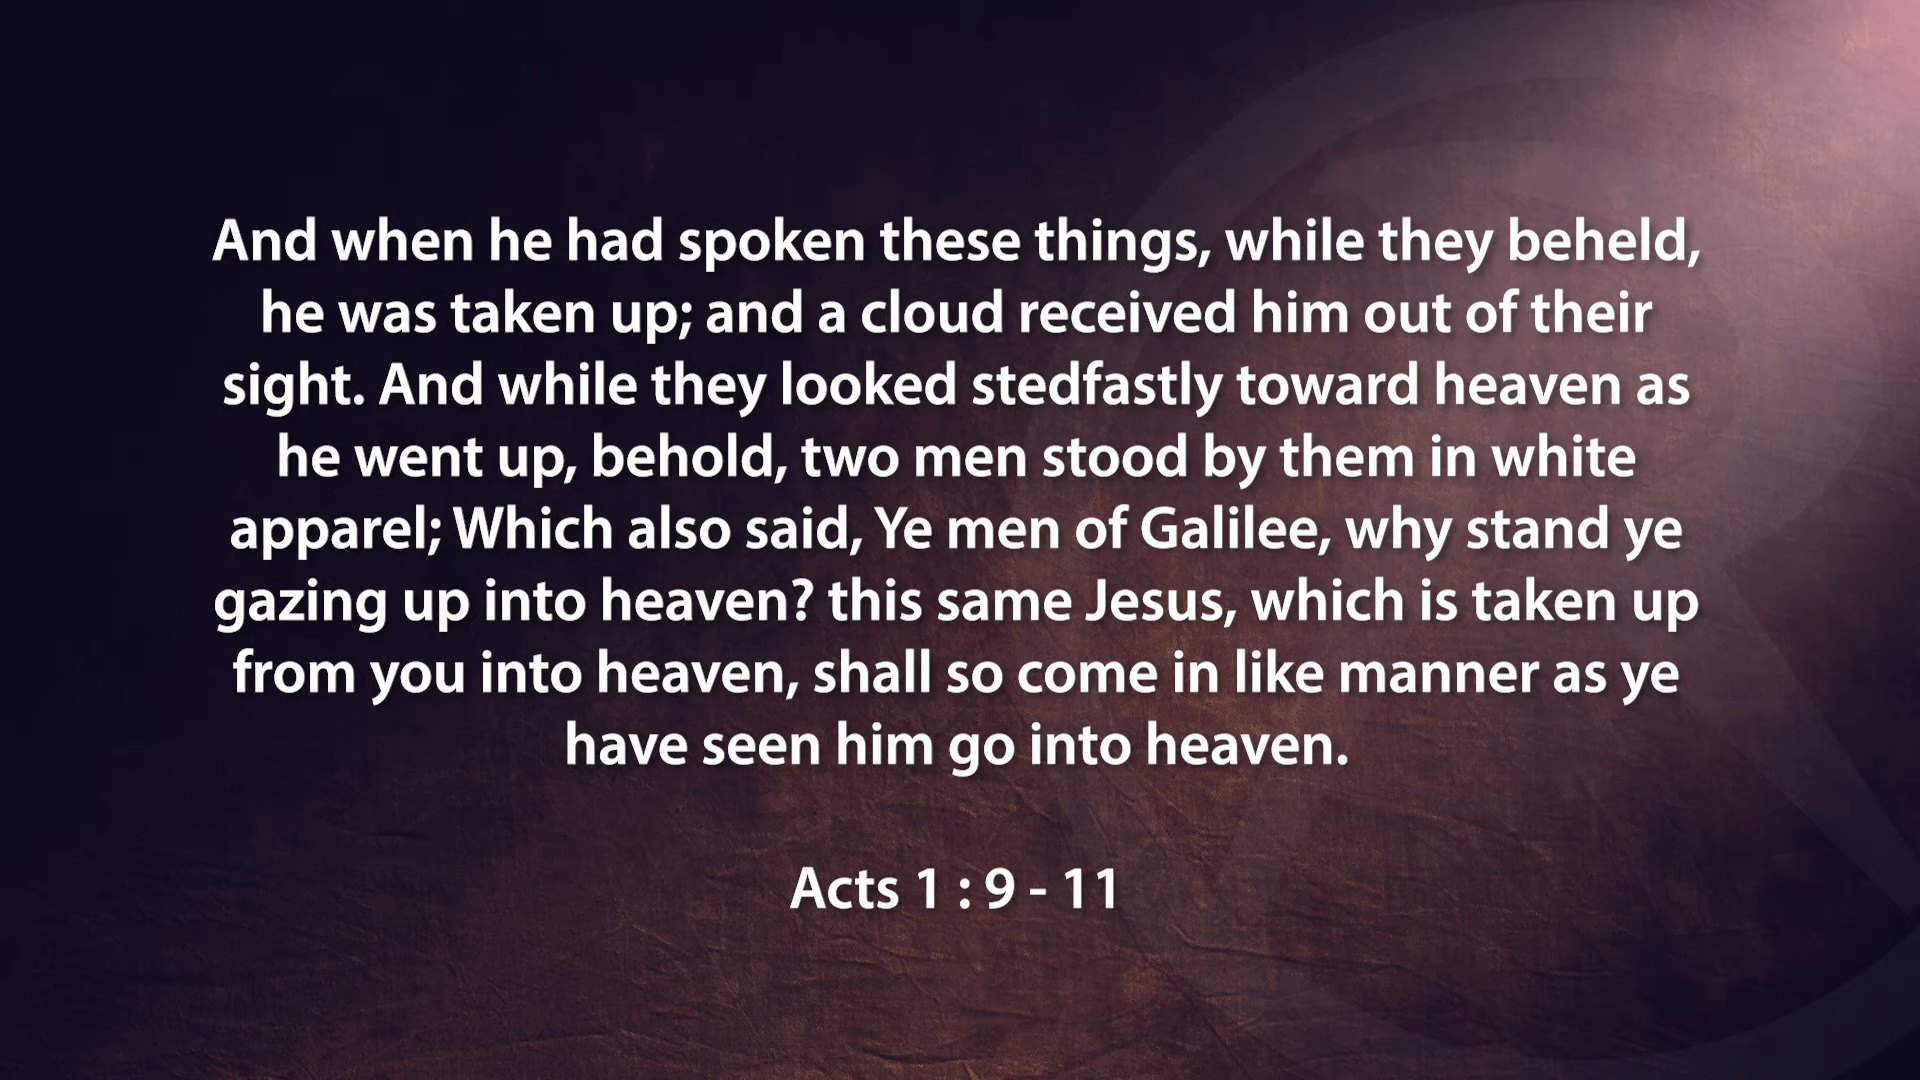 And when he had spoken these things, while they beheld,
he was taken up; and a cloud received him out of their
sight. And while they looked stedfastly toward heaven as
he went up, behold, two men stood by them in white
apparel; Which also said, Ye men of Galilee, why stand ye
gazing up into heaven? this same Jesus, which is taken up
from you into heaven, shall so come in like manner as ye
have seen him go into heaven.
Acts 1 : 9 - 11